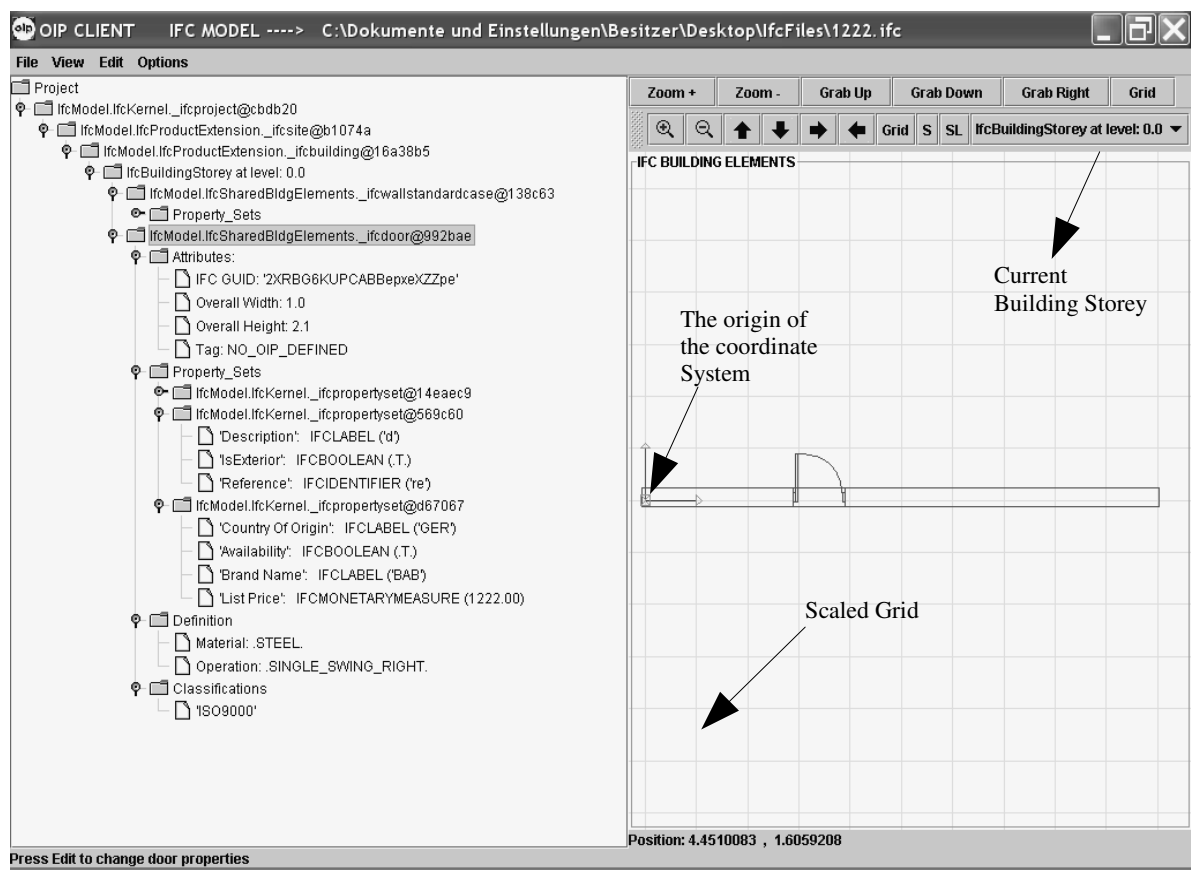 OIP CLIENT IFC MODEL ----> C:\Dokumente und Einstellungen\Besitzer\Desktop\IfcFiles\1222.ifc
File View Edit Options
Project
IfcModel.IfcKernel._ifcproject@cbdb20
IfcModel.IfcProductExtension._ifcsite@b1074a
IfcModel.IfcProductExtension._ifcbuilding@16a38b5
IfcBuildingStorey at level: 0.0
IfcModel.IfcSharedBldgElements._ifcwallstandardcase@138c63
Property_Sets
IfcModel.IfcSharedBldgElements._ifcdoor@992bae
Attributes:
IFC GUID: '2XRBG6KUPCABBepxeXZZpe'
Overall Width: 1.0
Overall Height: 2.1
Tag: NO_OIP_DEFINED
Property_Sets
IfcModel.IfcKernel._ifcpropertyset@14eaec9
IfcModel.IfcKernel._ifcpropertyset@569c60
'Description': IFCLABEL ('d')
'IsExterior': IFCBOOLEAN (.T.)
'Reference': IFCIDENTIFIER ('re')
IfcModel.IfcKernel._ifcpropertyset@d67067
'Country Of Origin': IFCLABEL ('GER')
'Availability': IFCBOOLEAN (.T.)
'Brand Name': IFCLABEL ('BAB')
'List Price': IFCMONETARYMEASURE (1222.00)
Definition
Material: .STEEL.
Operation: .SINGLE_SWING_RIGHT.
Classifications
'ISO9000'
Press Edit to change door properties
Zoom + Zoom - Grab Up Grab Down Grab Right Grid
Grid S SL IfcBuildingStorey at level: 0.0
IFC BUILDING ELEMENTS
Current
Building Storey
The origin of
the coordinate
System
Scaled Grid
Position: 4.4510083 , 1.6059208